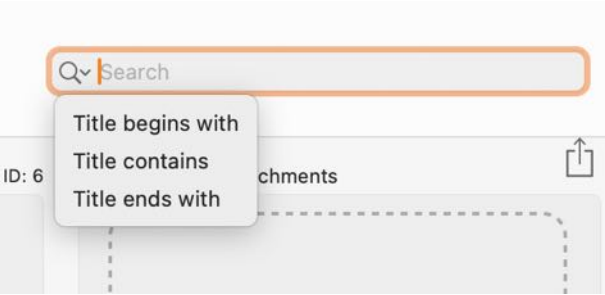 Search
Title begins with
Title contains
Title ends with
ID: 6
chments